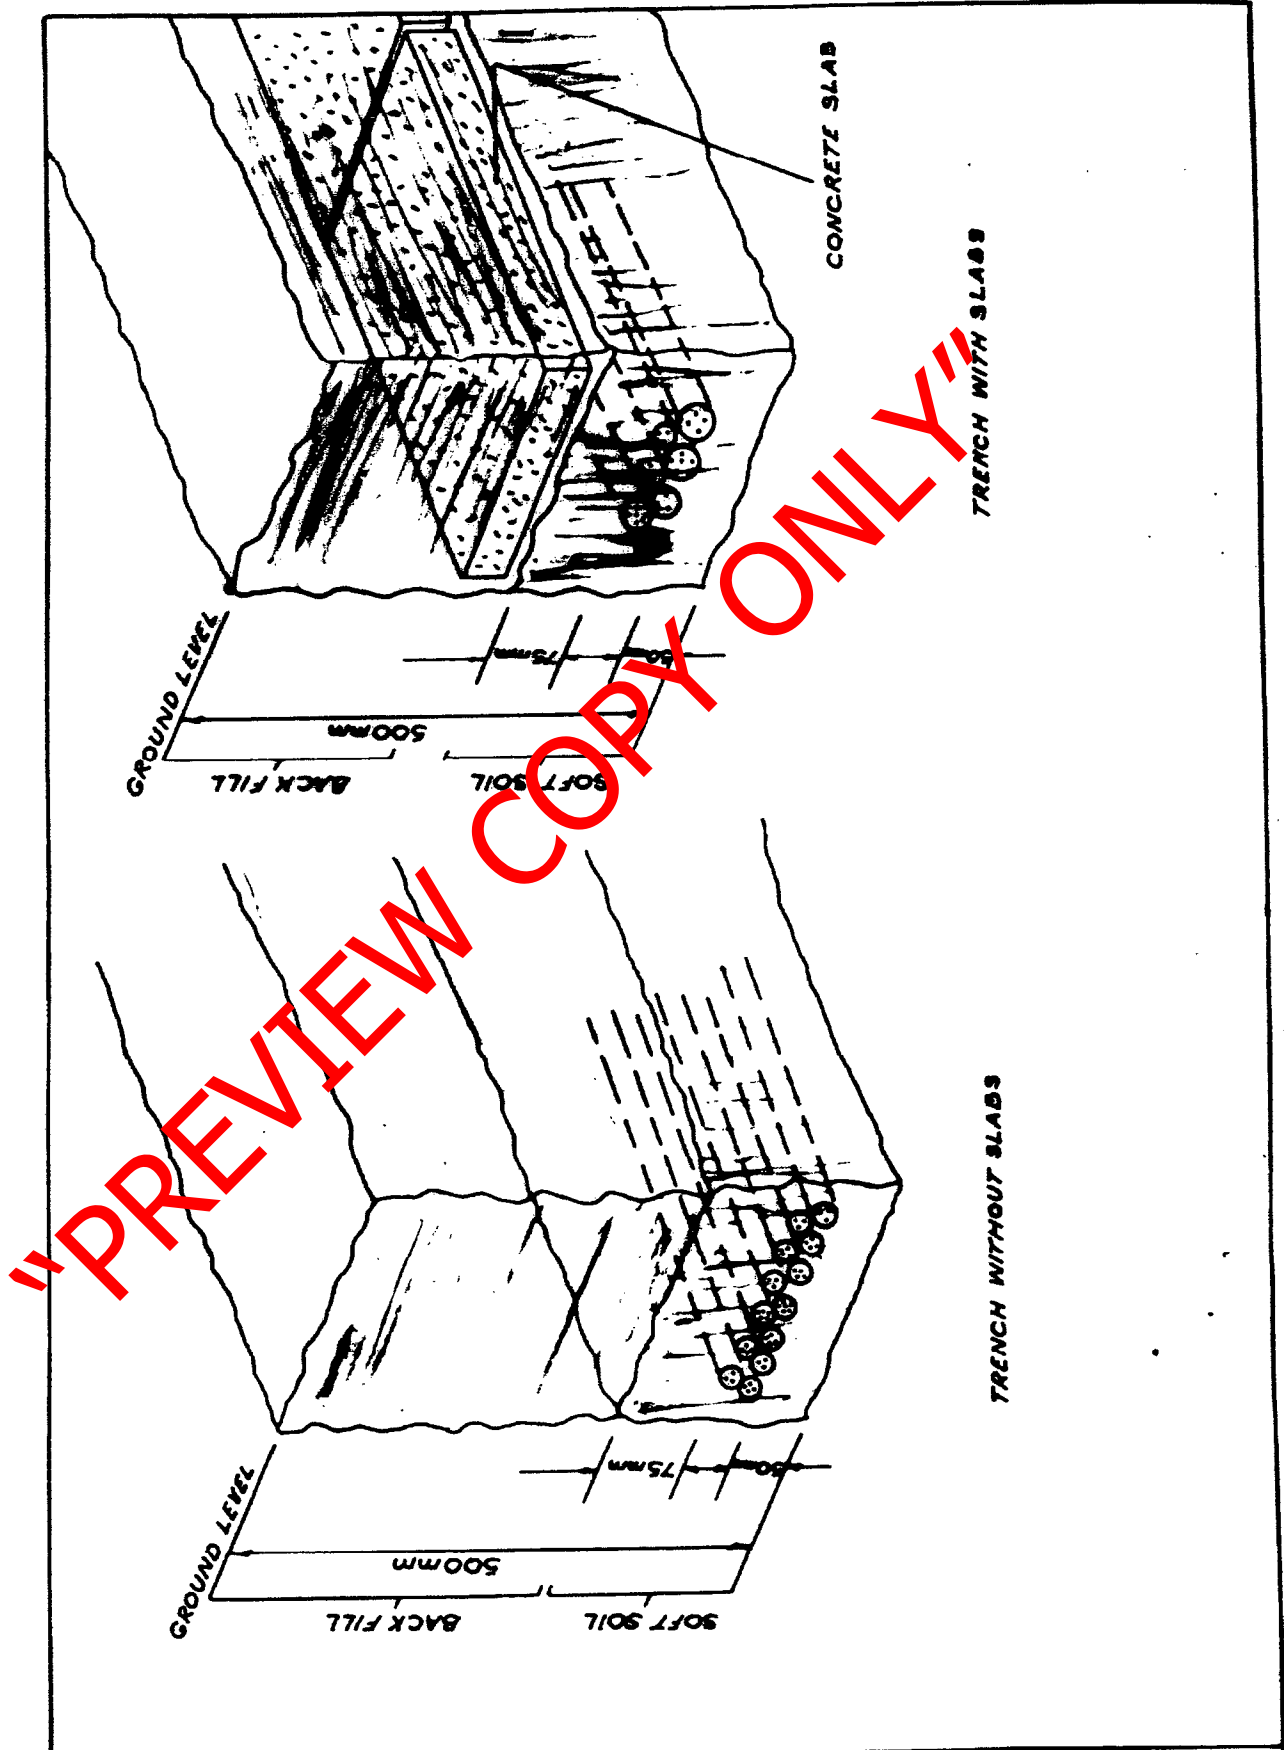 GROUND LEVEL
BACK FILL
SOFT SOIL
500mm
75mm
50mm
TRENCH WITHOUT SLABS
GROUND LEVEL
BACK FILL
SOFT SOIL
500mm
75mm
50
CONCRETE SLAB
TRENCH WITH SLABS
"PREVIEW COPY ONLY"